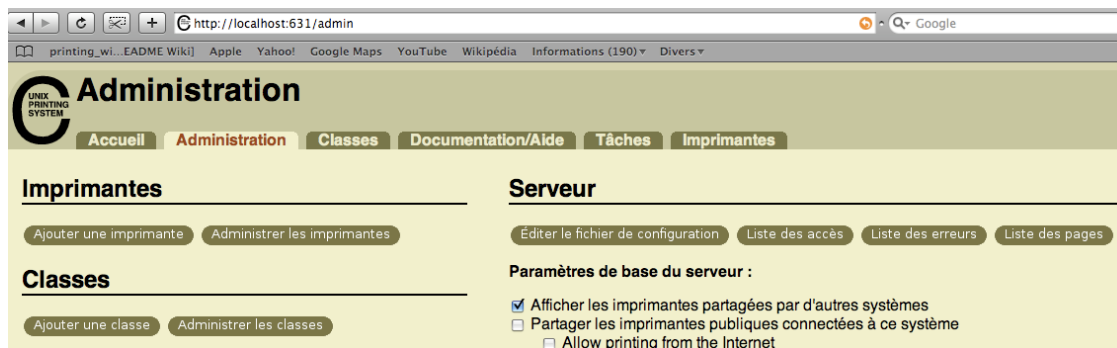 http://localhost:631/admin
Google
printing_wi...EADME Wiki] Apple Yahoo! Google Maps YouTube Wikipédia Informations (190) Divers
UNIX PRINTING SYSTEM
Administration
Accueil Administration Classes Documentation/Aide Tâches Imprimantes
Imprimantes
Ajouter une imprimante Administrer les imprimantes
Classes
Ajouter une classe Administrer les classes
Serveur
Éditer le fichier de configuration Liste des accès Liste des erreurs Liste des pages
Paramètres de base du serveur :
Afficher les imprimantes partagées par d'autres systèmes
Partager les imprimantes publiques connectées à ce système
Allow printing from the Internet